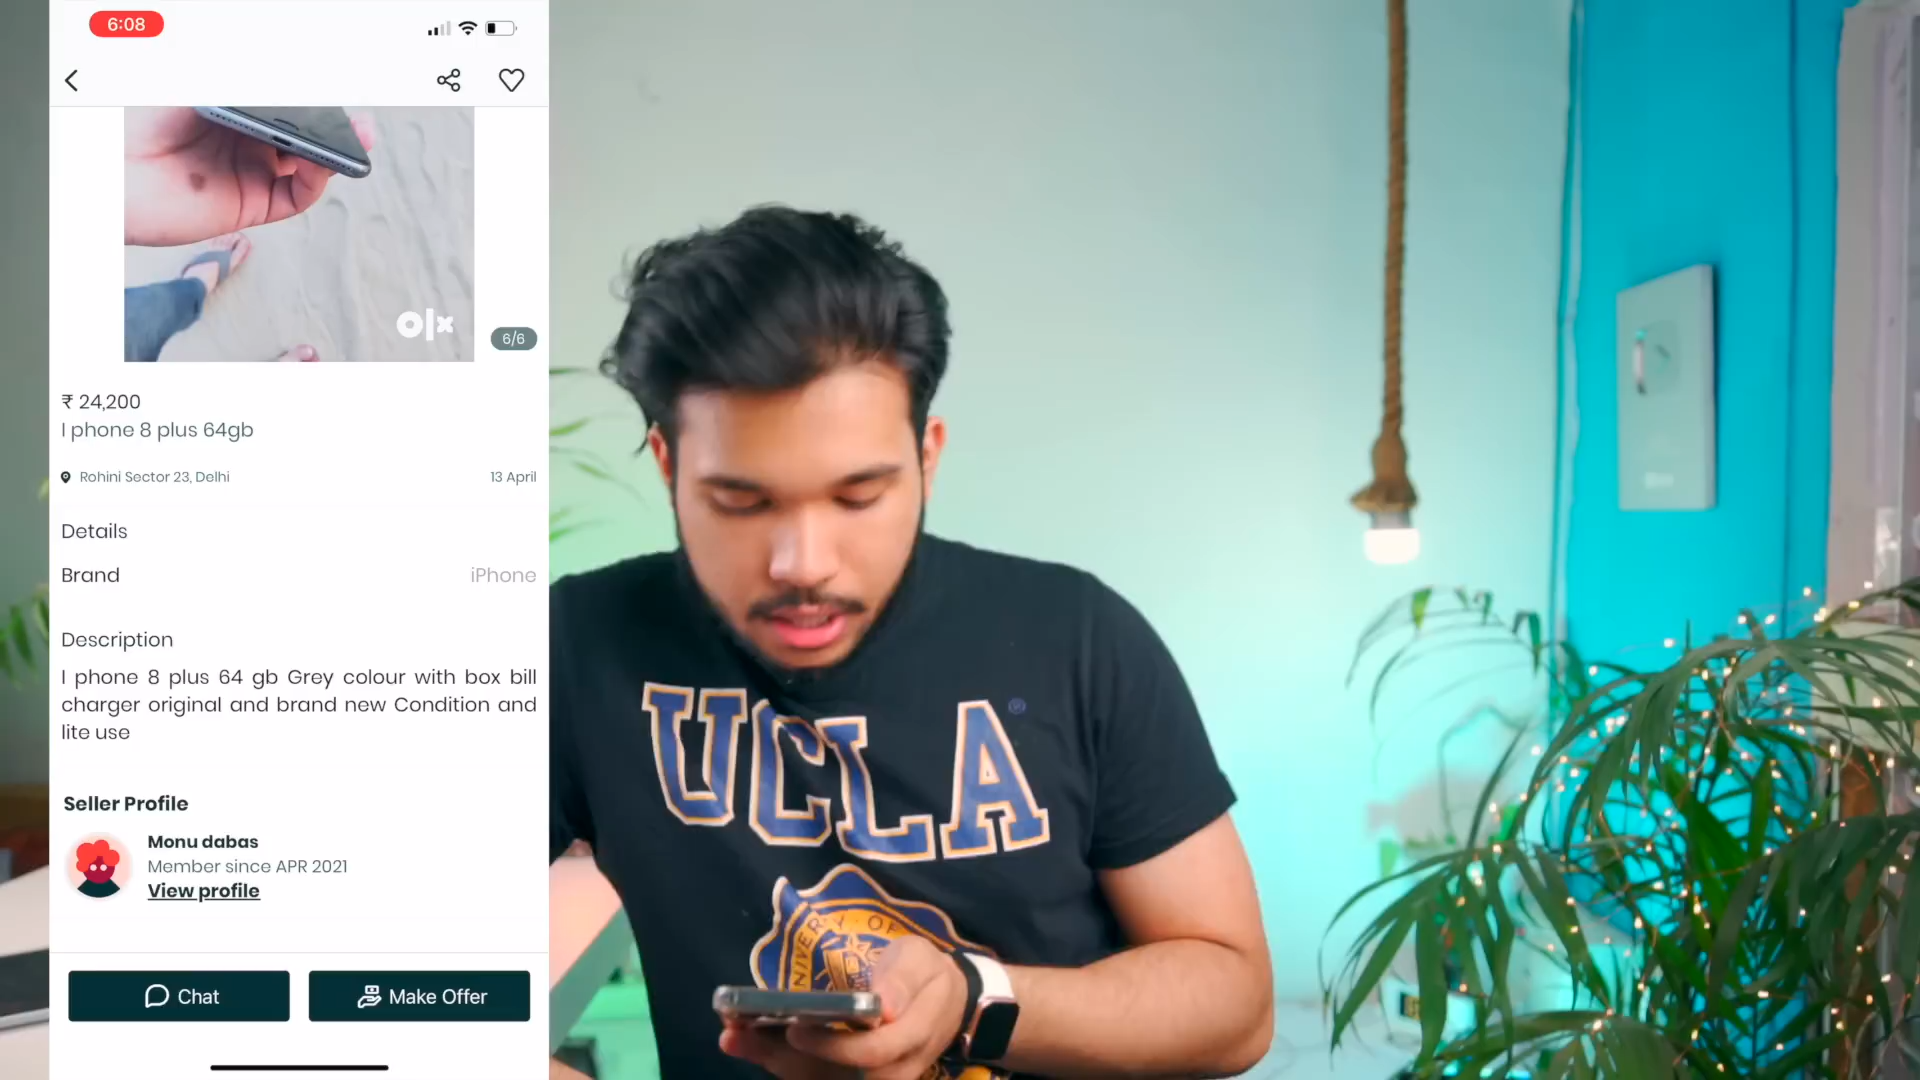 6:08
olx
6/6
₹ 24,200
I phone 8 plus 64gb
Rohini Sector 23, Delhi 13 April
Details
Brand iPhone
Description
I phone 8 plus 64 gb Grey colour with box bill
charger original and brand new Condition and
lite use
Seller Profile
Monu dabas
Member since APR 2021
View profile
Chat Make Offer
UCLA
®
UNIVERSITY OF